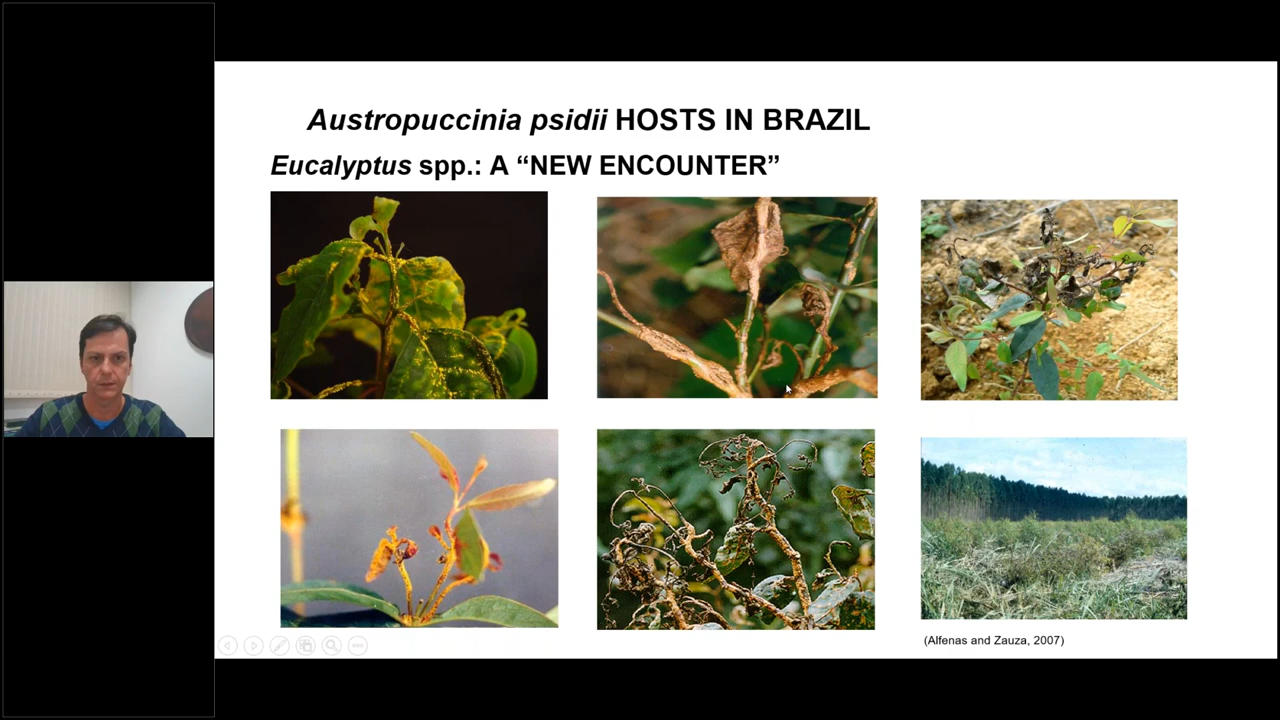 Austropuccinia psidii HOSTS IN BRAZIL
Eucalyptus spp.: A “NEW ENCOUNTER”
(Alfenas and Zauza, 2007)